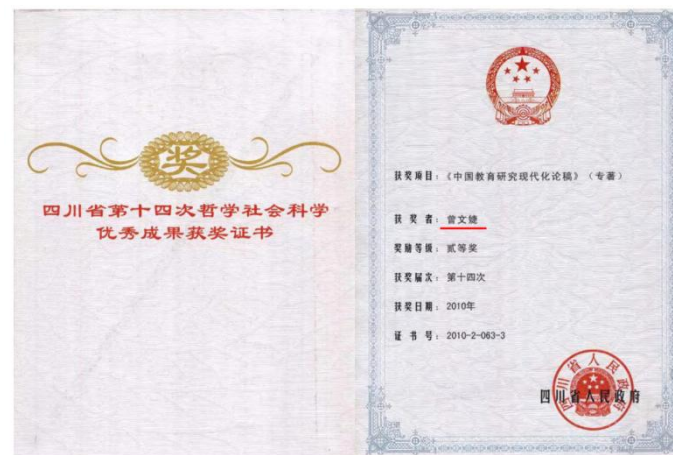 奖
四川省第十四次哲学社会科学
优秀成果获奖证书
获奖项目：《中国教育研究现代化论稿》（专著）
获奖者：曾文婕
奖励等级：贰等奖
获奖届次：第十四次
获奖日期：2010年
证书号：2010-2-063-3
四川省人民政府
四川省人民政府